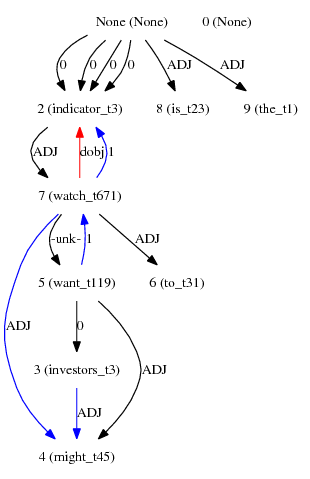 None (None) 0 (None)
0 0 0 0 ADJ ADJ
2 (indicator_t3) 8 (is_t23) 9 (the_t1)
ADJ dobj 1
7 (watch_t671)
-unk- 1 ADJ
5 (want_t119) 6 (to_t31)
ADJ 0
3 (investors_t3) ADJ
ADJ
4 (might_t45)